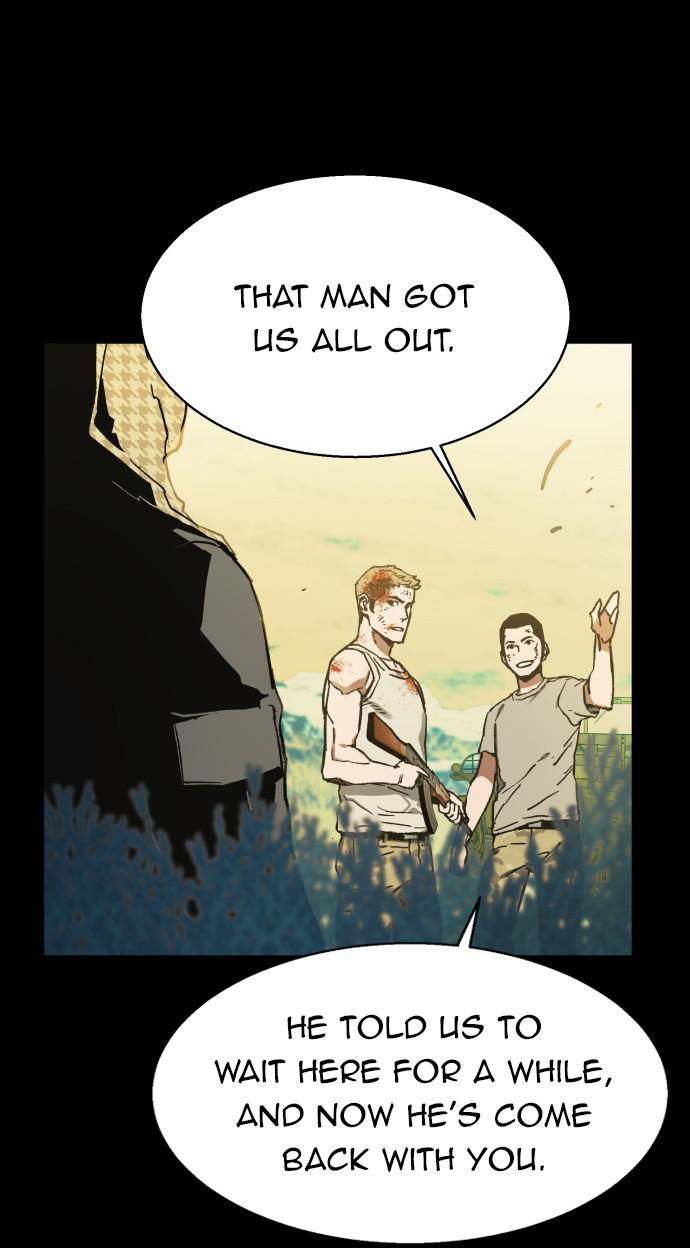 THAT MAN GOT
US ALL OUT.
HE TOLD US TO
WAIT HERE FOR A WHILE,
AND NOW HE'S COME
BACK WITH YOU.